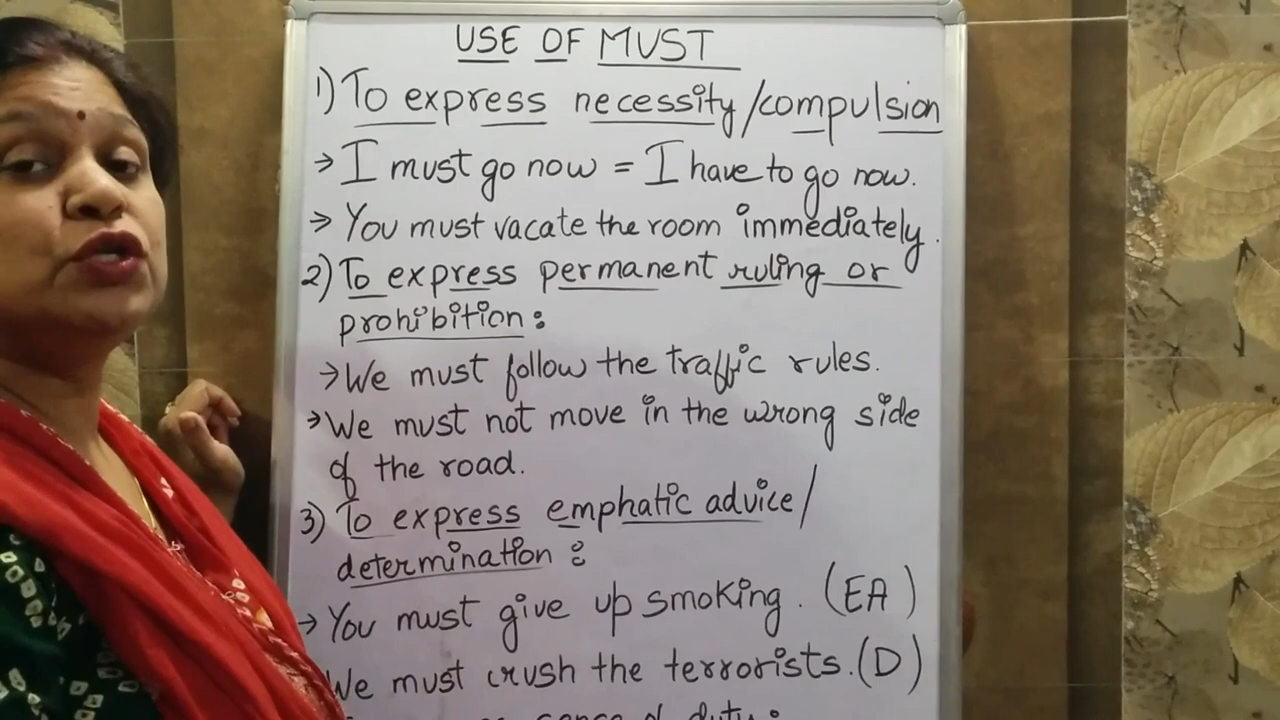 USE OF MUST
1) To express necessity/compulsion
→ I must go now = I have to go now.
→ You must vacate the room immediately.
2) To express permanent ruling or
prohibition:
→ We must follow the traffic rules.
→ We must not move in the wrong side
of the road.
3) To express emphatic advice/
determination:
→ You must give up smoking. (EA)
We must crush the terrorists. (D)
sense of duty: